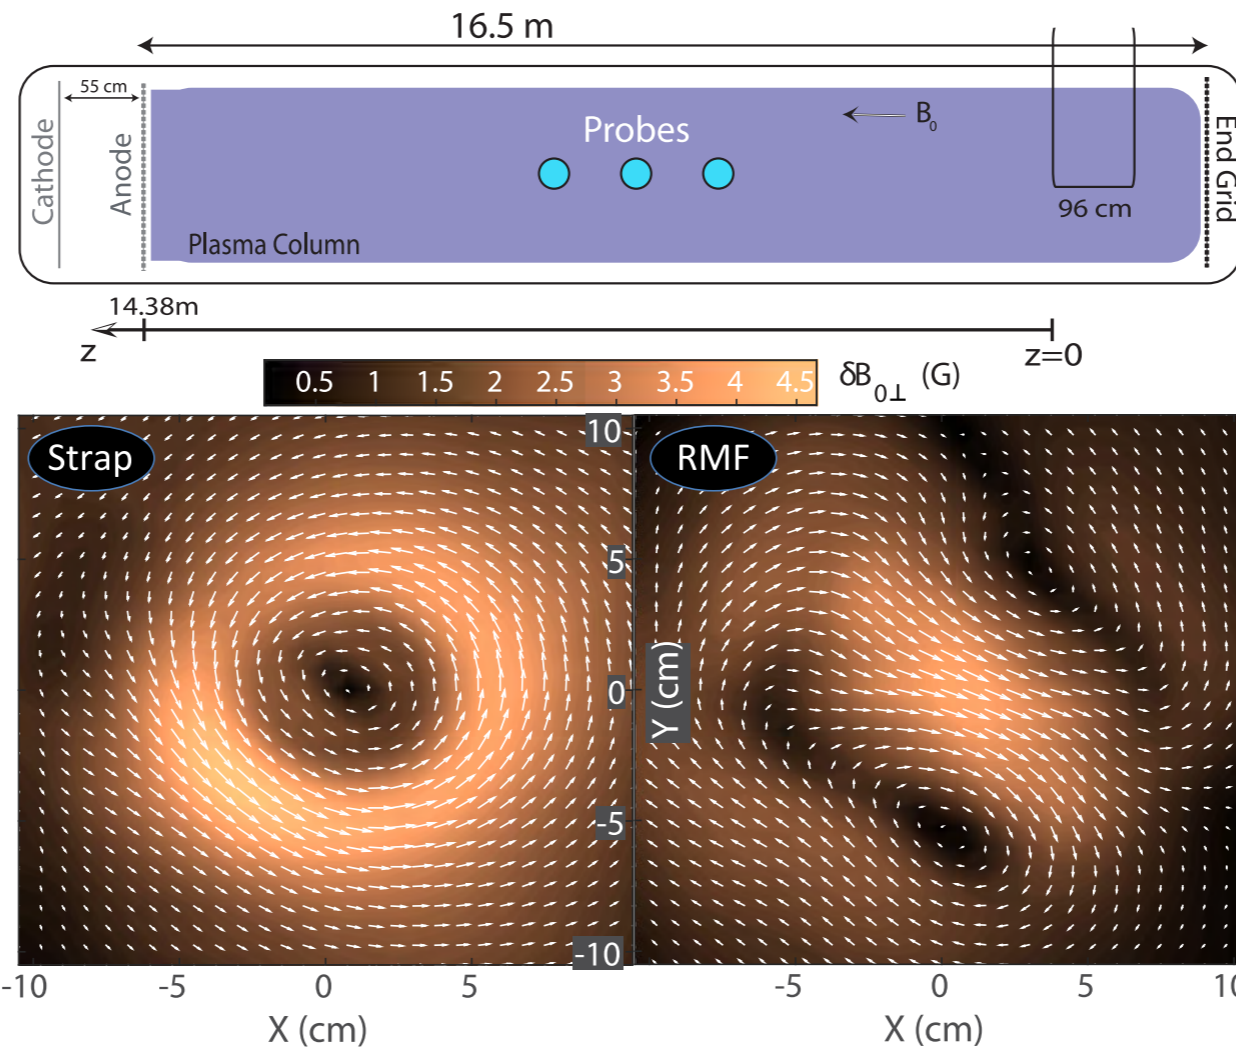 16.5 m
55 cm
Cathode
Anode
Probes
B₀
96 cm
End Grid
Plasma Column
14.38m
z
z=0
0.5 1 1.5 2 2.5 3 3.5 4 4.5
δB₀⊥ (G)
Strap
RMF
10
5
0
-5
-10
Y (cm)
-10 -5 0 5
-5 0 5 10
X (cm)
X (cm)